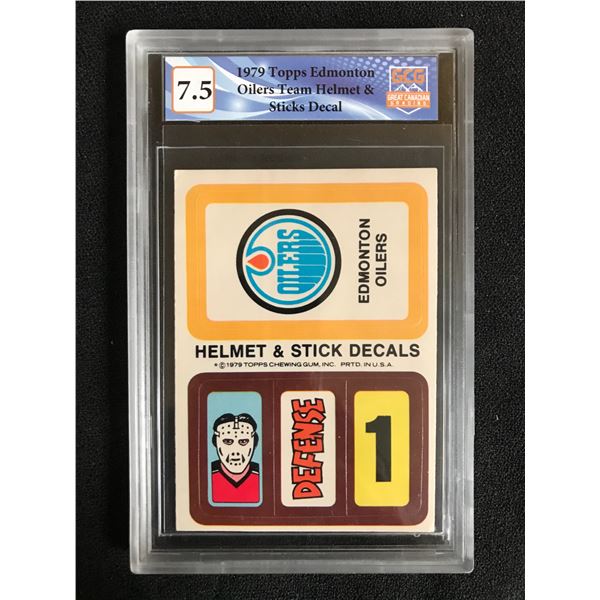 7.5
1979 Topps Edmonton
Oilers Team Helmet &
Sticks Decal
GCG
GREAT CANADIAN
GRADING
OILERS
EDMONTON
OILERS
HELMET & STICK DECALS
*©1979 TOPPS CHEWING GUM, INC. PRTD. IN U.S.A.
DEFENSE
1